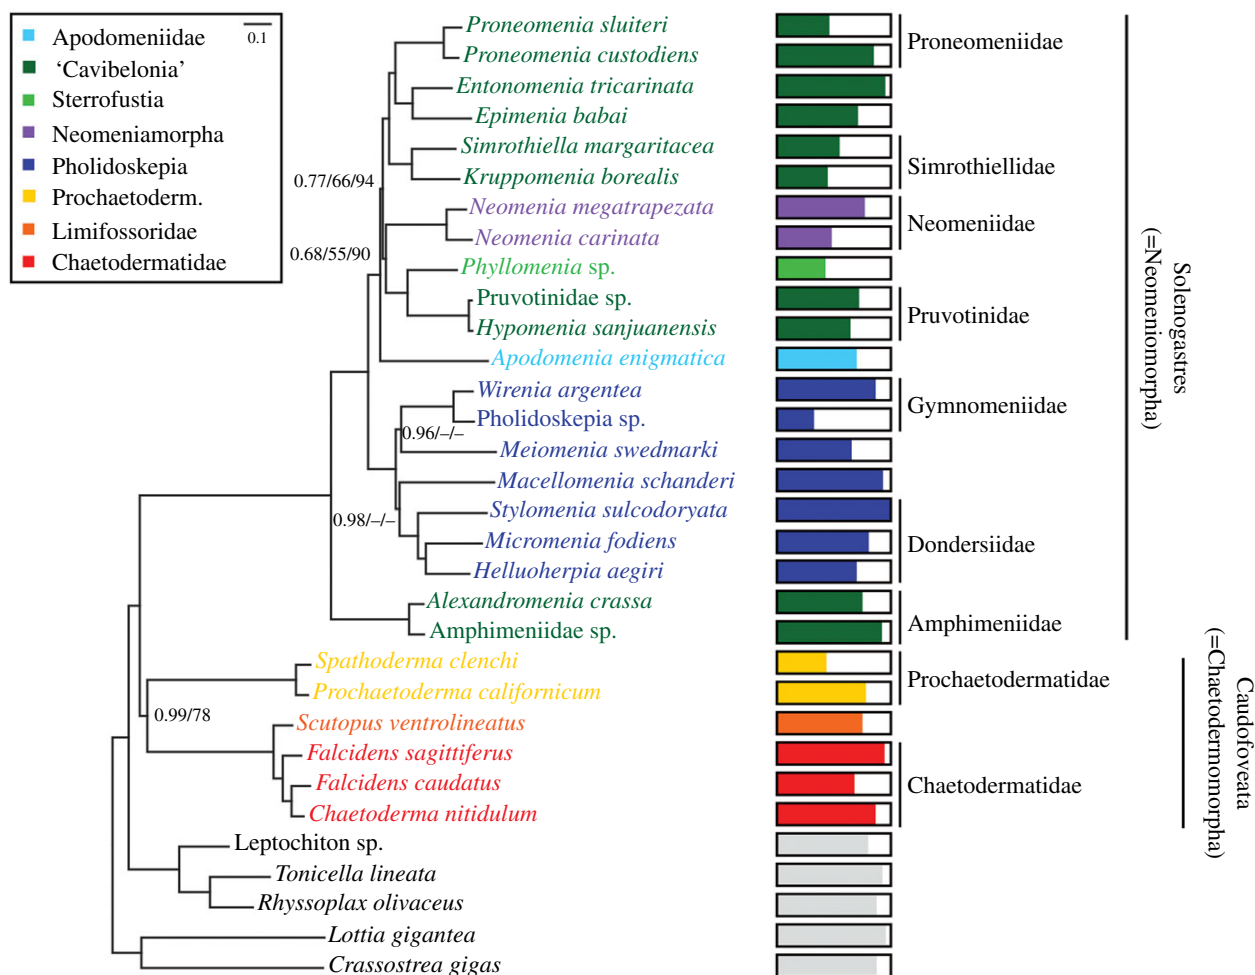 Apodomeniidae
'Cavibelonia'
Sterrofustia
Neomeniamorpha
Pholidoskepia
Prochaetoderm.
Limifossoridae
Chaetodermatidae
0.1
Proneomenia sluiteri
Proneomenia custodiens
Entonomenia tricarinata
Epimenia babai
Simrothiella margaritacea
Kruppomenia borealis
Neomenia megatrapezata
Neomenia carinata
Phyllomenia sp.
Pruvotinidae sp.
Hypomenia sanjuanensis
Apodomenia enigmatica
Wirenia argentea
Pholidoskepia sp.
Meiomenia swedmarki
Macellomenia schanderi
Stylomenia sulcodoryata
Micromenia fodiens
Helluoherpia aegiri
Alexandromenia crassa
Amphimeniidae sp.
Spathoderma clenchi
Prochaetoderma californicum
Scutopus ventrolineatus
Falcidens sagittiferus
Falcidens caudatus
Chaetoderma nitidulum
Leptochiton sp.
Tonicella lineata
Rhyssoplax olivaceus
Lottia gigantea
Crassostrea gigas
0.77/66/94
0.68/55/90
0.96/–/–
0.98/–/–
0.99/78
Proneomeniidae
Simrothiellidae
Neomeniidae
Pruvotinidae
Gymnomeniidae
Dondersiidae
Amphimeniidae
Prochaetodermatidae
Chaetodermatidae
Solenogastres
(=Neomeniomorpha)
Caudofoveata
(=Chaetodermomorpha)